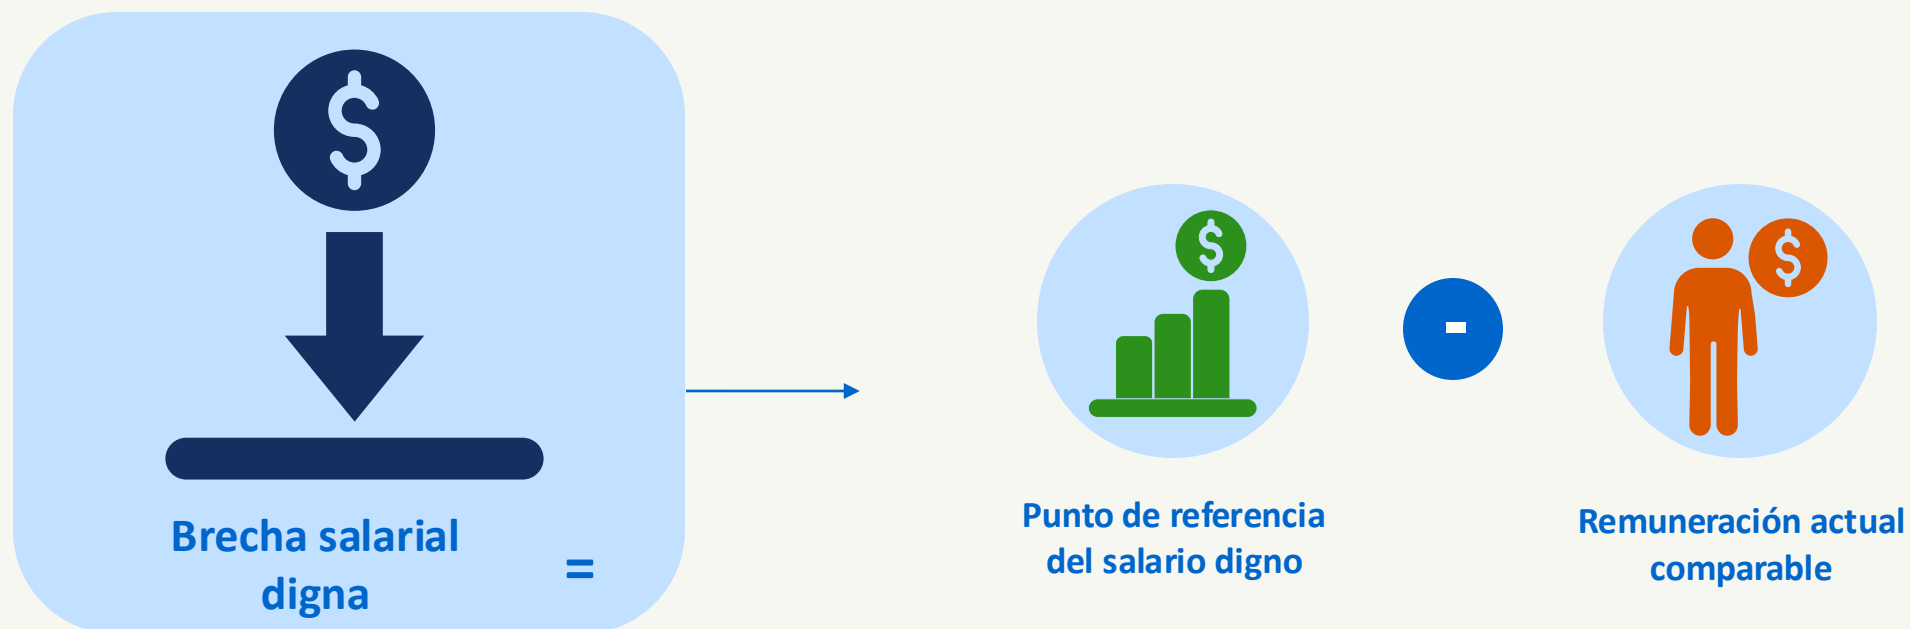 Brecha salarial
digna
=
Punto de referencia
del salario digno
-
Remuneración actual
comparable